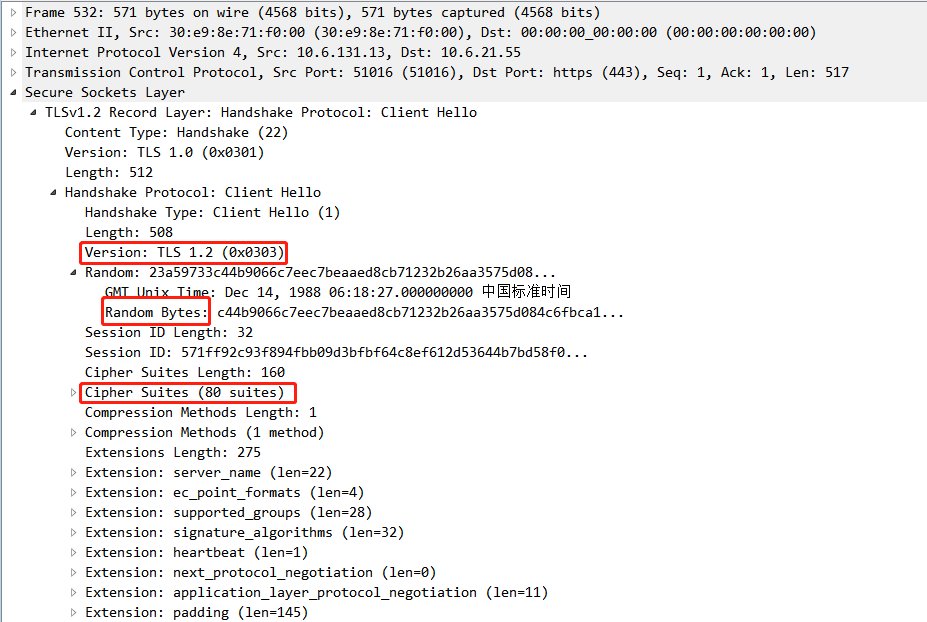 Frame 532: 571 bytes on wire (4568 bits), 571 bytes captured (4568 bits)
Ethernet II, Src: 30:e9:8e:71:f0:00 (30:e9:8e:71:f0:00), Dst: 00:00:00_00:00:00 (00:00:00:00:00:00)
Internet Protocol Version 4, Src: 10.6.131.13, Dst: 10.6.21.55
Transmission Control Protocol, Src Port: 51016 (51016), Dst Port: https (443), Seq: 1, Ack: 1, Len: 517
Secure Sockets Layer
TLSv1.2 Record Layer: Handshake Protocol: Client Hello
Content Type: Handshake (22)
Version: TLS 1.0 (0x0301)
Length: 512
Handshake Protocol: Client Hello
Handshake Type: Client Hello (1)
Length: 508
Version: TLS 1.2 (0x0303)
Random: 23a59733c44b9066c7eec7beaaed8cb71232b26aa3575d08...
GMT Unix Time: Dec 14, 1988 06:18:27.000000000 中国标准时间
Random Bytes: c44b9066c7eec7beaaed8cb71232b26aa3575d084c6fbca1...
Session ID Length: 32
Session ID: 571ff92c93f894fbb09d3bfbf64c8ef612d53644b7bd58f0...
Cipher Suites Length: 160
Cipher Suites (80 suites)
Compression Methods Length: 1
Compression Methods (1 method)
Extensions Length: 275
Extension: server_name (len=22)
Extension: ec_point_formats (len=4)
Extension: supported_groups (len=28)
Extension: signature_algorithms (len=32)
Extension: heartbeat (len=1)
Extension: next_protocol_negotiation (len=0)
Extension: application_layer_protocol_negotiation (len=11)
Extension: padding (len=145)